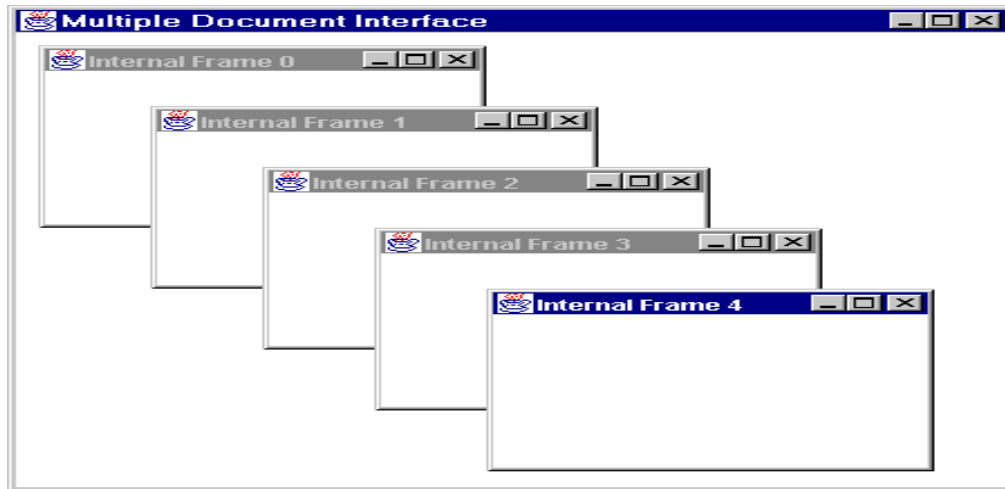 Multiple Document Interface
Internal Frame 0
Internal Frame 1
Internal Frame 2
Internal Frame 3
Internal Frame 4